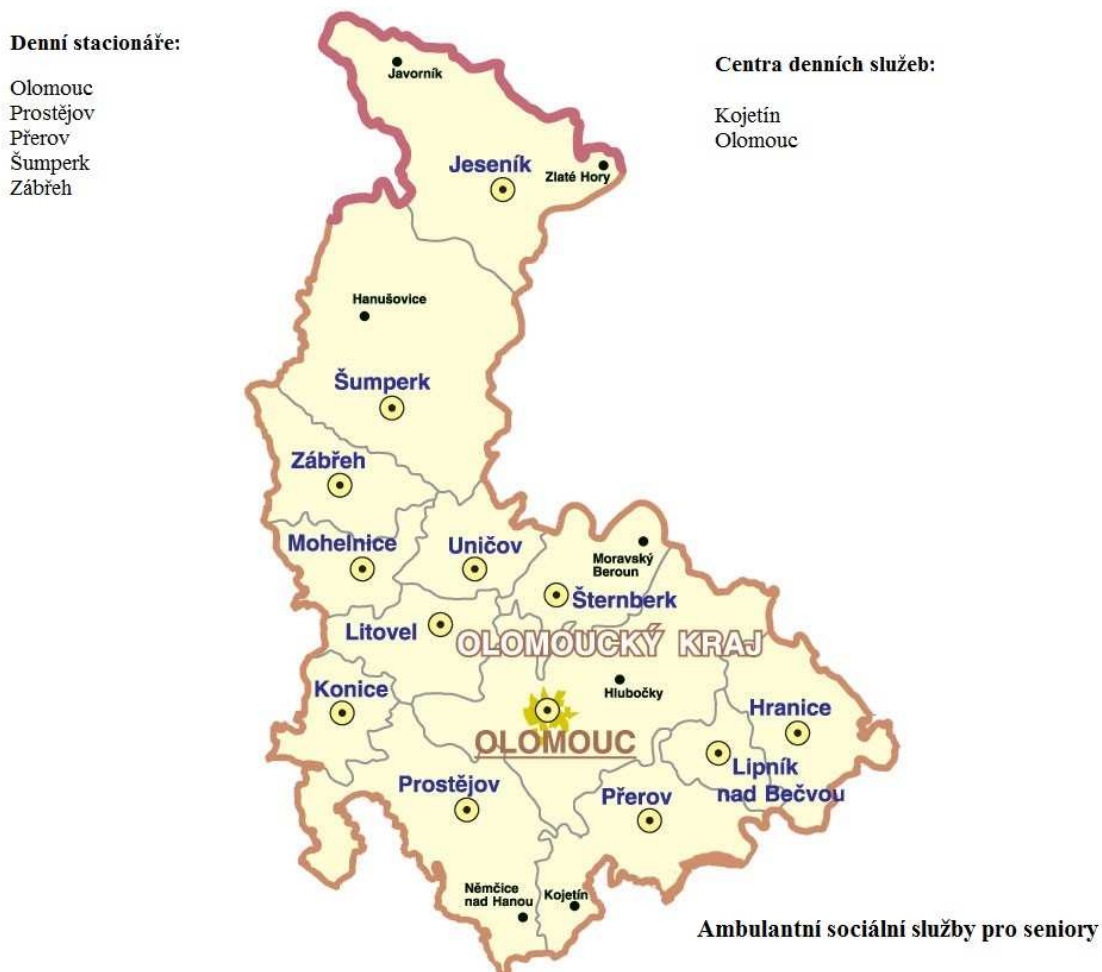 Denní stacionáře:
Olomouc
Prostějov
Přerov
Šumperk
Zábřeh
Centra denních služeb:
Kojetín
Olomouc
Javorník
Jeseník
Zlaté Hory
Hanušovice
Šumperk
Zábřeh
Mohelnice
Uničov
Moravský
Beroun
Šternberk
Litovel
OLOMOUCKÝ KRAJ
Konice
Hlubočky
Hranice
OLOMOUC
Lipník
nad Bečvou
Prostějov
Přerov
Němčice
nad Hanou
Kojetín
Ambulantní sociální služby pro seniory